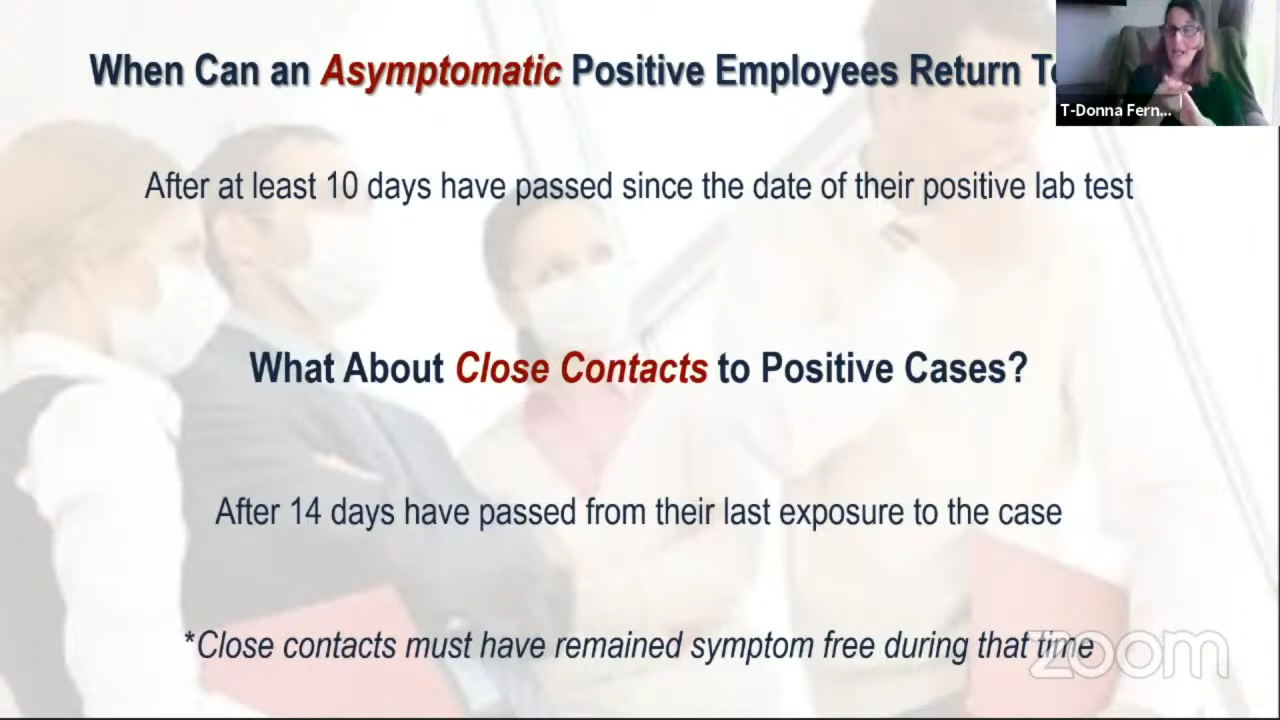 When Can an Asymptomatic Positive Employees Return
T-Donna Fern...
After at least 10 days have passed since the date of their positive lab test
What About Close Contacts to Positive Cases?
After 14 days have passed from their last exposure to the case
*Close contacts must have remained symptom free during that time
zoom